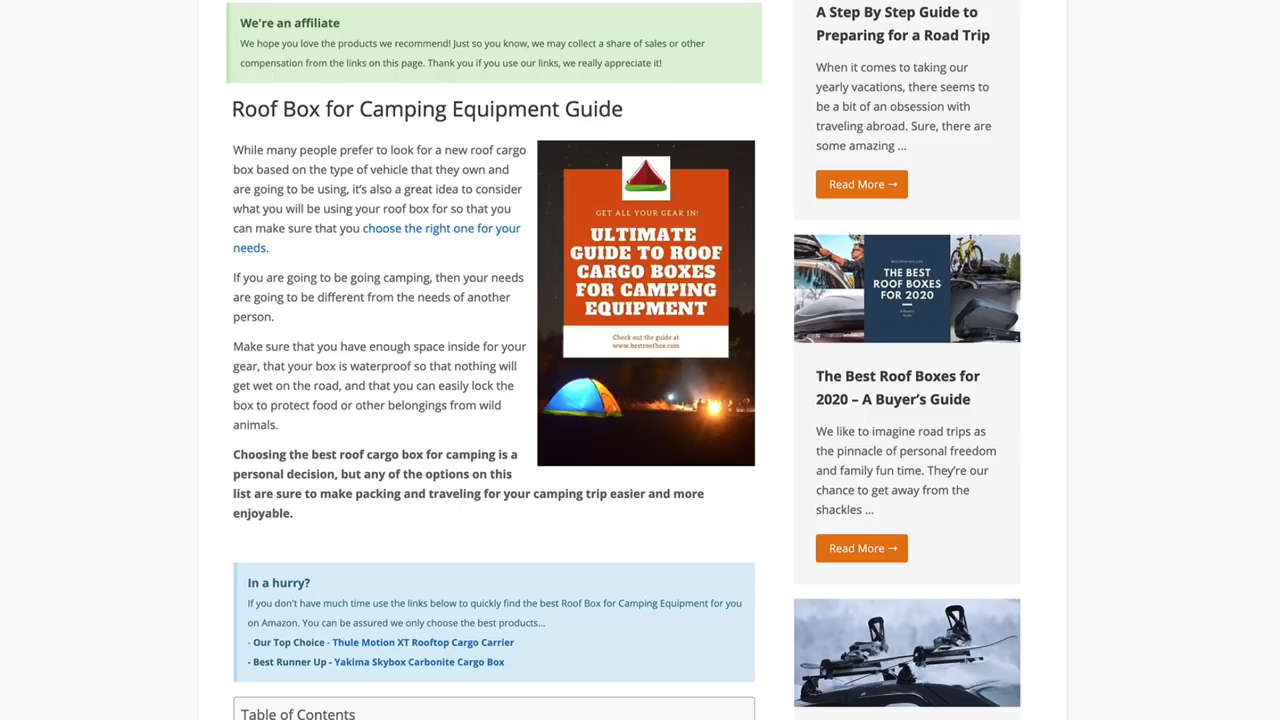 We're an affiliate
We hope you love the products we recommend! Just so you know, we may collect a share of sales or other
compensation from the links on this page. Thank you if you use our links, we really appreciate it!
Roof Box for Camping Equipment Guide
While many people prefer to look for a new roof cargo
box based on the type of vehicle that they own and
are going to be using, it’s also a great idea to consider
what you will be using your roof box for so that you
can make sure that you choose the right one for your
needs.
If you are going to be going camping, then your needs
are going to be different from the needs of another
person.
Make sure that you have enough space inside for your
gear, that your box is waterproof so that nothing will
get wet on the road, and that you can easily lock the
box to protect food or other belongings from wild
animals.
Choosing the best roof cargo box for camping is a
personal decision, but any of the options on this
list are sure to make packing and traveling for your camping trip easier and more
enjoyable.
GET ALL YOUR GEAR IN!
ULTIMATE
GUIDE TO ROOF
CARGO BOXES
FOR CAMPING
EQUIPMENT
Check out the guide at
www.bestroofbox.com
In a hurry?
If you don't have much time use the links below to quickly find the best Roof Box for Camping Equipment for you
on Amazon. You can be assured we only choose the best products...
- Our Top Choice - Thule Motion XT Rooftop Cargo Carrier
- Best Runner Up - Yakima Skybox Carbonite Cargo Box
Table of Contents
A Step By Step Guide to
Preparing for a Road Trip
When it comes to taking our
yearly vacations, there seems to
be a bit of an obsession with
traveling abroad. Sure, there are
some amazing ...
Read More →
THE BEST
ROOF BOXES
FOR 2020
The Best Roof Boxes for
2020 – A Buyer’s Guide
We like to imagine road trips as
the pinnacle of personal freedom
and family fun time. They’re our
chance to get away from the
shackles ...
Read More →